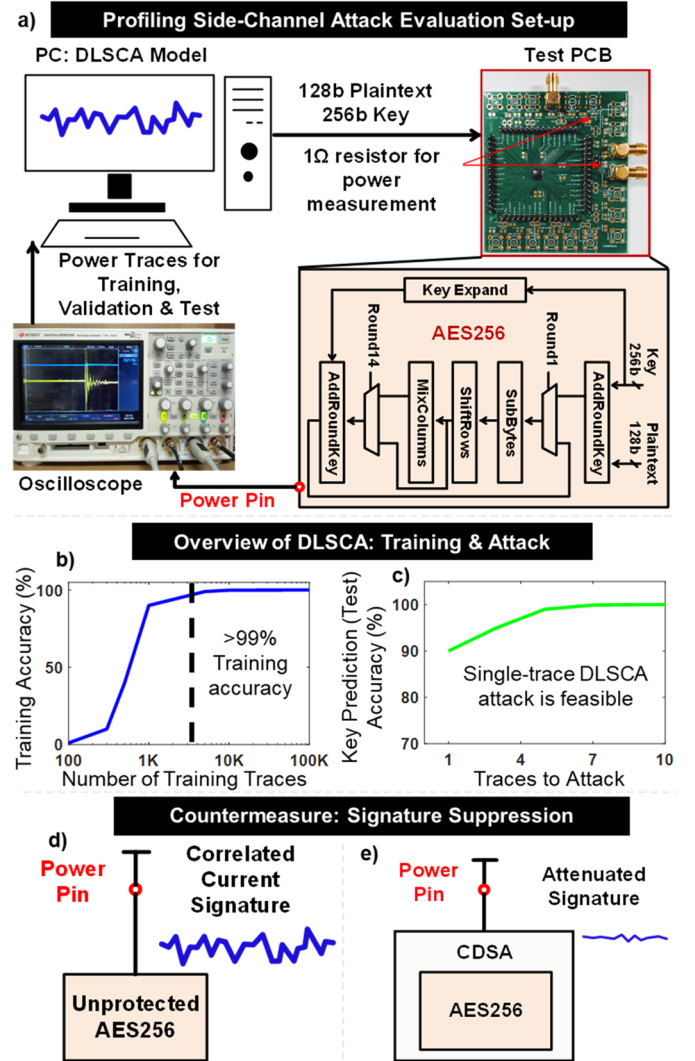 a)
Profiling Side-Channel Attack Evaluation Set-up
PC: DLSCA Model
Test PCB
128b Plaintext
256b Key
1Ω resistor for
power
measurement
Power Traces for
Training,
Validation & Test
Oscilloscope
Power Pin
Key Expand
AES256
Round14
Round1
Key
256b
Plaintext
128b
AddRoundKey
MixColumns
ShiftRows
SubBytes
AddRoundKey
Overview of DLSCA: Training & Attack
b)
Training Accuracy (%)
100
50
0
100
1K
10K
100K
Number of Training Traces
>99%
Training
accuracy
c)
Key Prediction (Test)
Accuracy (%)
100
90
80
70
1
4
7
10
Traces to Attack
Single-trace DLSCA
attack is feasible
Countermeasure: Signature Suppression
d)
Power
Pin
Correlated
Current
Signature
Unprotected
AES256
e)
Power
Pin
Attenuated
Signature
CDSA
AES256